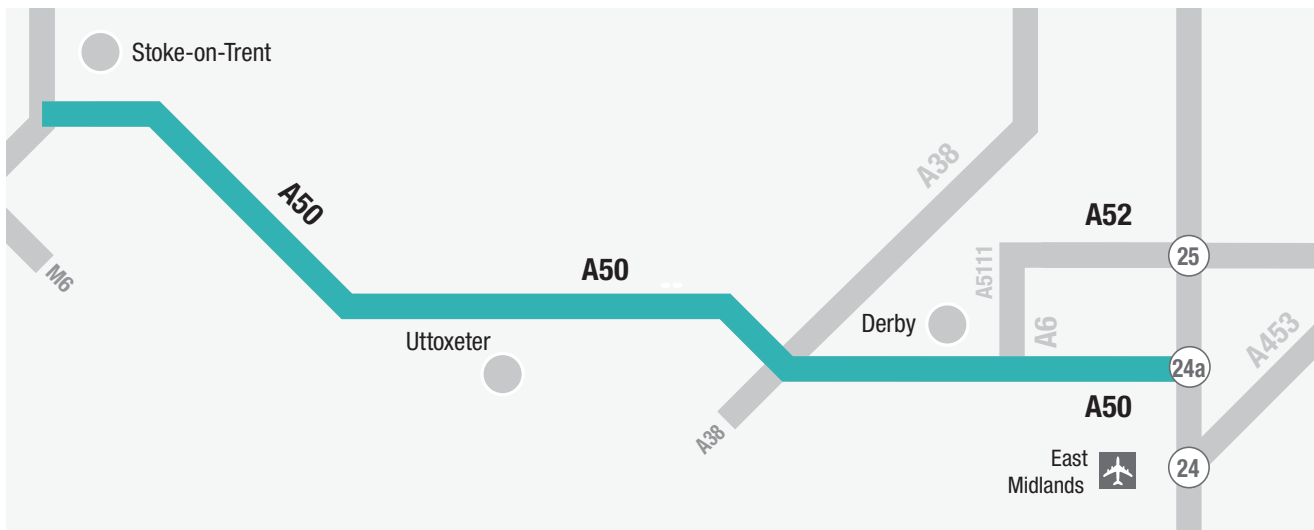 Stoke-on-Trent
A50
M6
A50
Uttoxeter
A38
A38
Derby
A5111
A6
A52
25
A453
24a
A50
East
Midlands
24